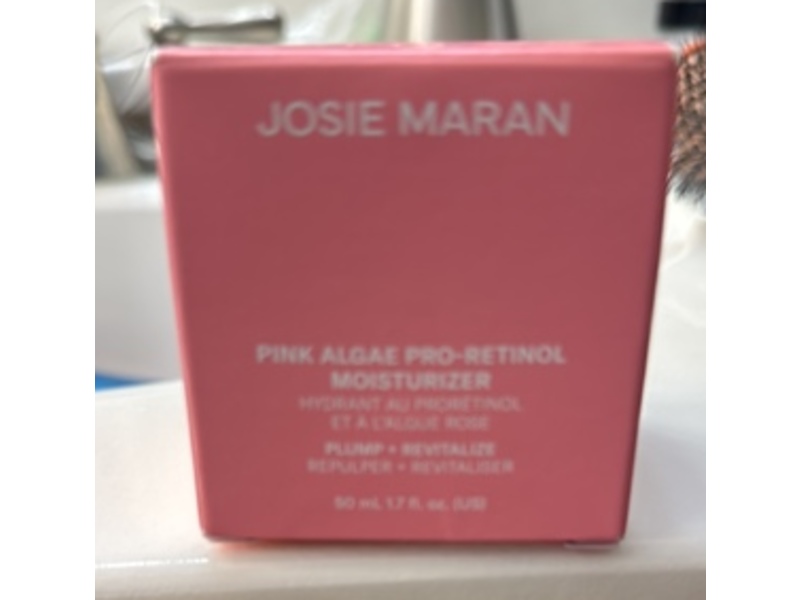 JOSIE MARAN
PINK ALGAE PRO-RETINOL
MOISTURIZER
HYDRANT AU PRORÉTINOL
ET À L'ALGUE ROSE
PLUMP + REVITALIZE
REPULPER + REVITALISER
50 mL 1.7 fl. oz. (US)